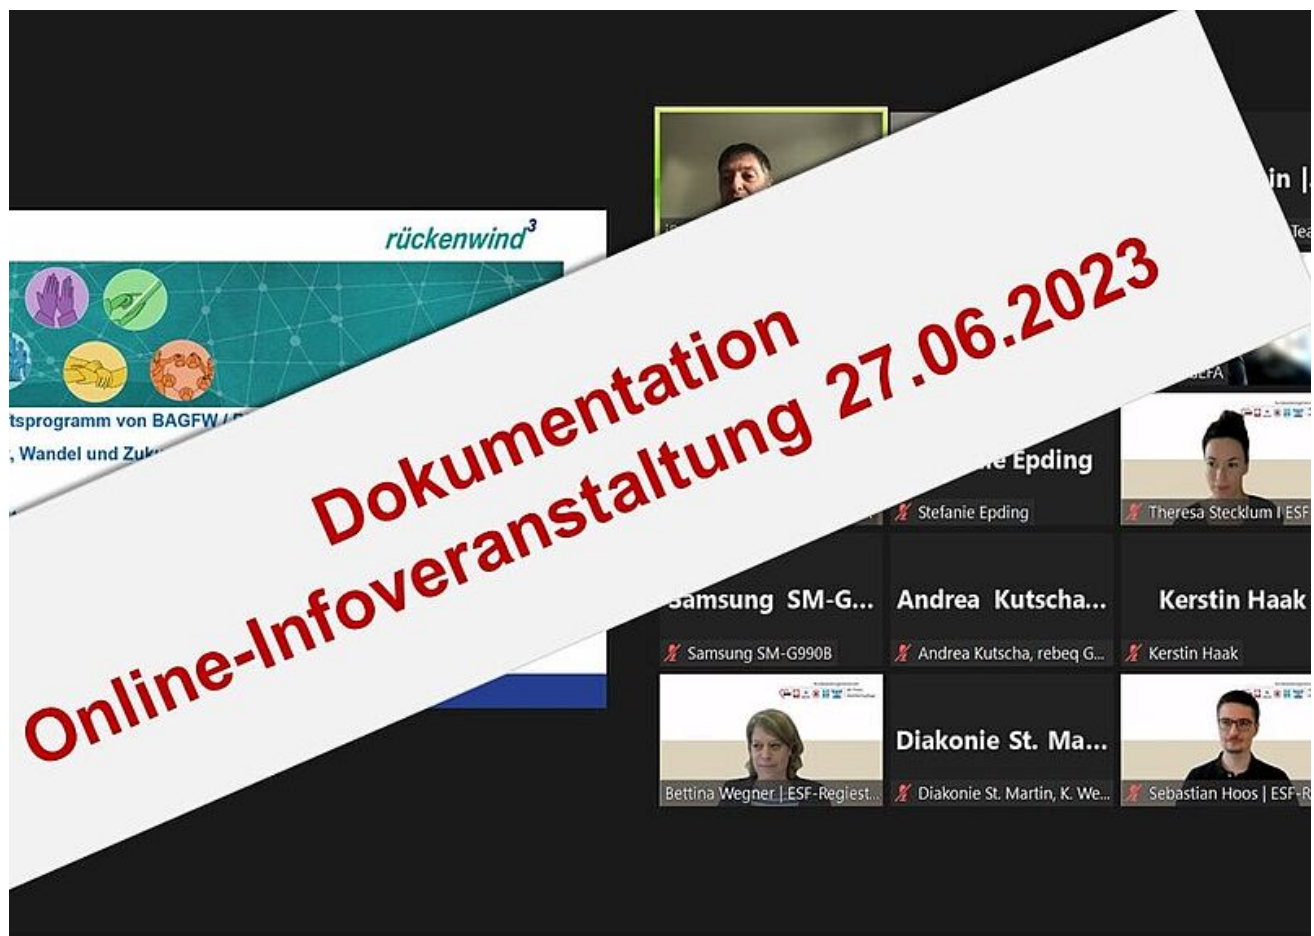 rückenwind³
tsprogramm von BAGFW /
, Wandel und
Dokumentation
Online-Infoveranstaltung 27.06.2023
in |
Epding
Stefanie Epding
Theresa Stecklum I ESF
Samsung SM-G...
Samsung SM-G990B
Andrea Kutscha...
Andrea Kutscha, rebeq G...
Kerstin Haak
Kerstin Haak
Bettina Wegner | ESF-Regiest...
Diakonie St. Ma...
Diakonie St. Martin, K. We...
Sebastian Hoos | ESF-R